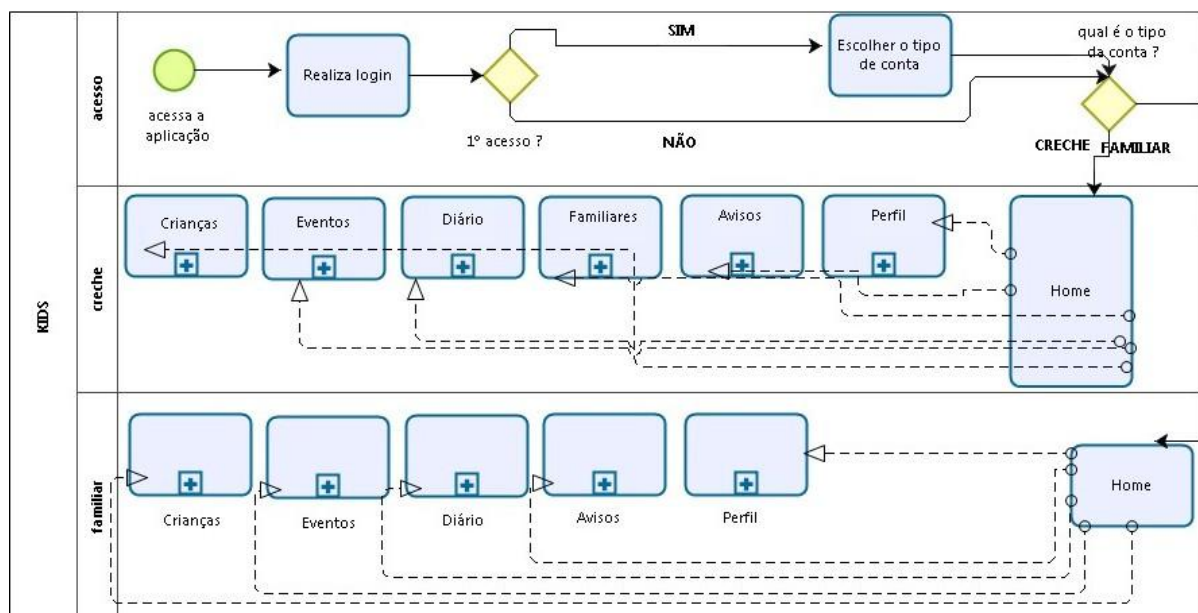 KIDS
acesso
acessa a
aplicação
Realiza login
1º acesso ?
SIM
NÃO
Escolher o tipo
de conta
qual é o tipo
da conta ?
CRECHE
FAMILIAR
creche
Crianças
Eventos
Diário
Familiares
Avisos
Perfil
Home
familiar
Crianças
Eventos
Diário
Avisos
Perfil
Home